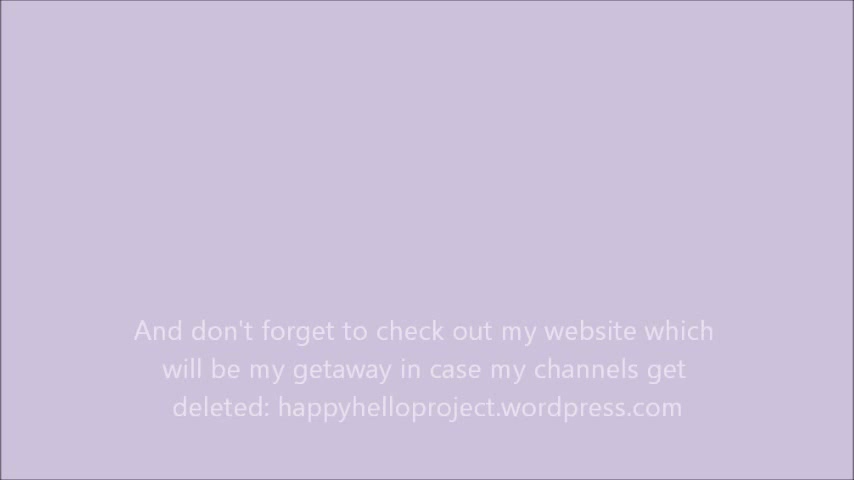 And don't forget to check out my website which
will be my getaway in case my channels get
deleted: happyhelloproject.wordpress.com